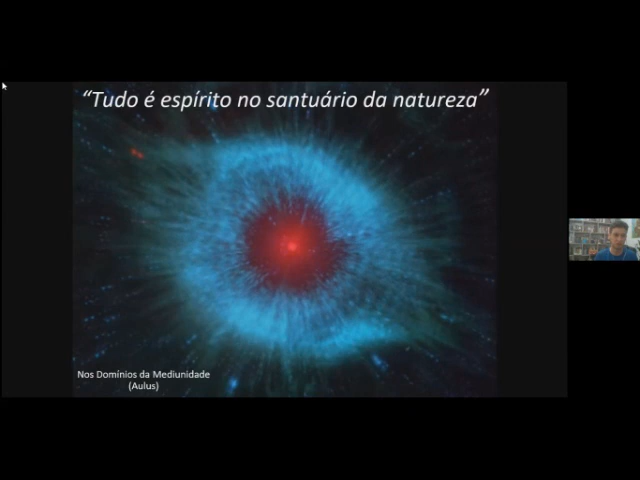 “Tudo é espírito no santuário da natureza”
Nos Domínios da Mediunidade
(Aulus)